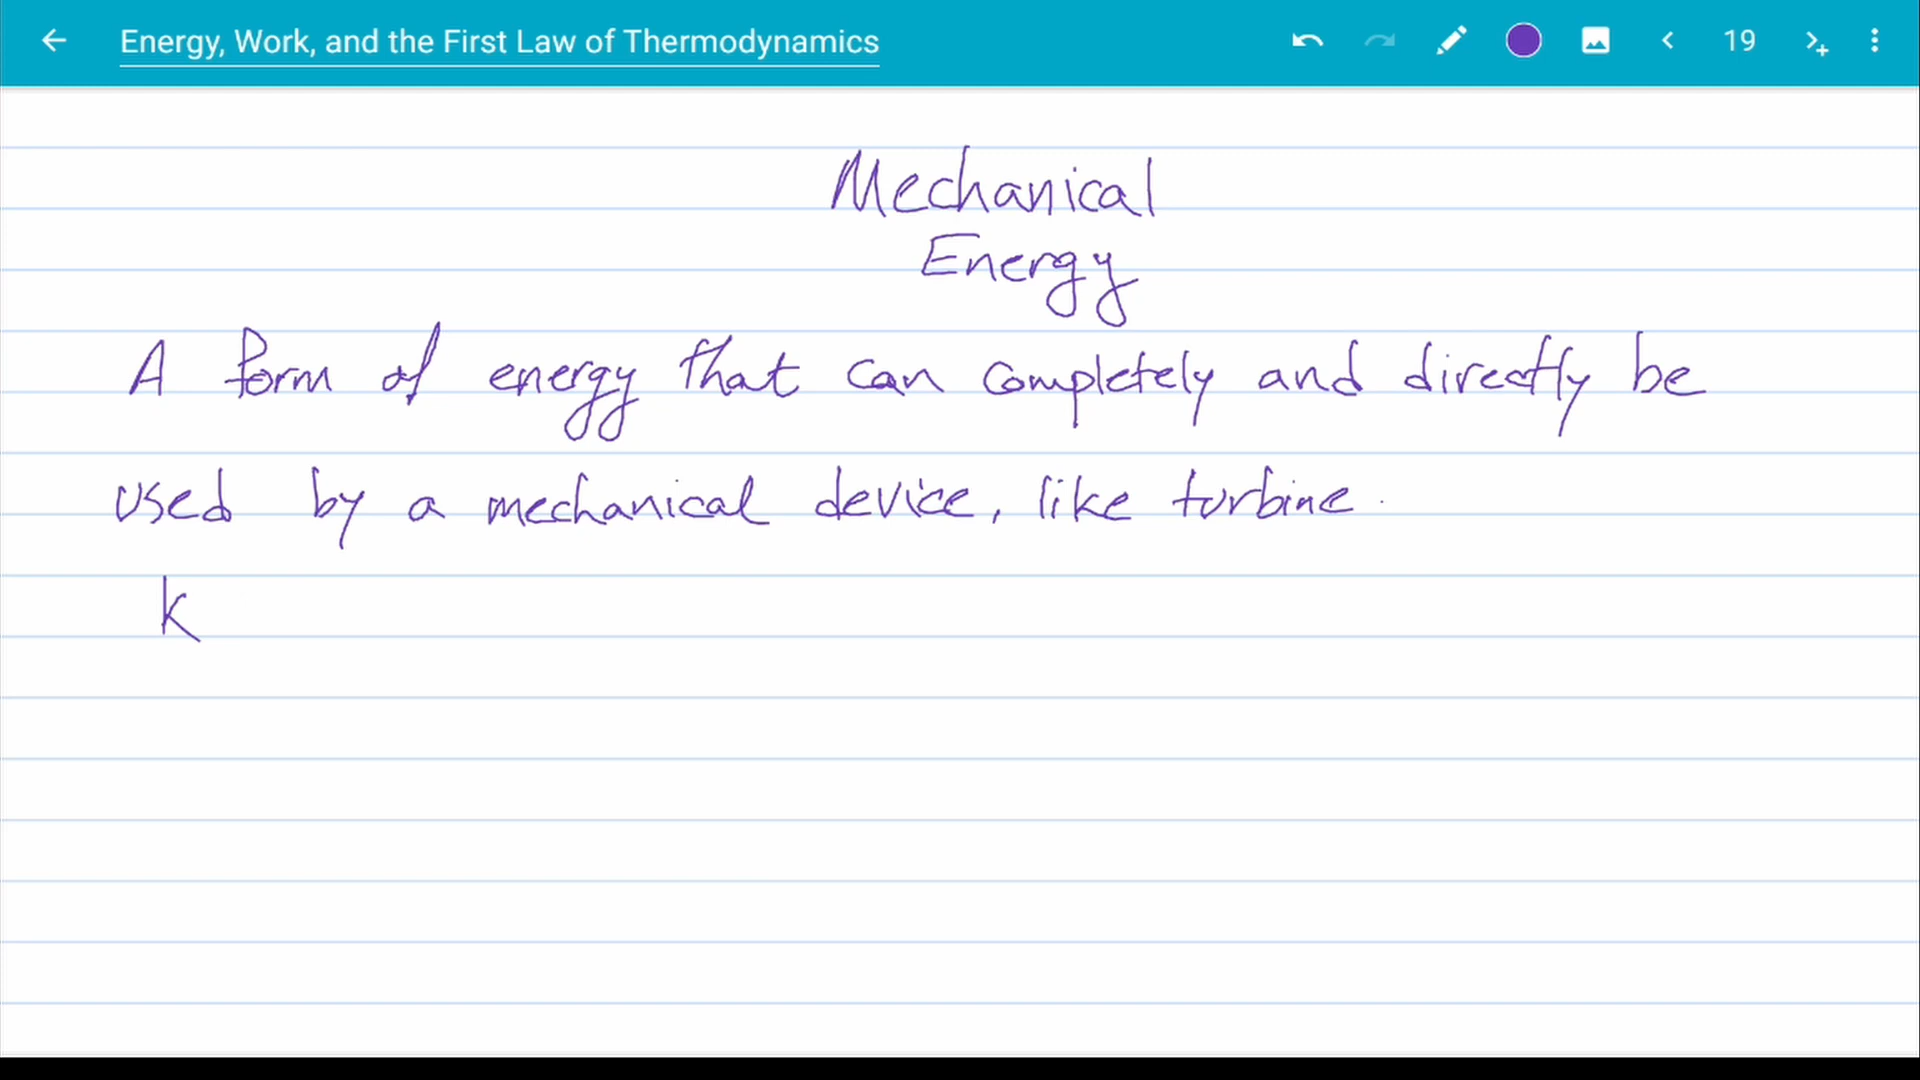 Energy, Work, and the First Law of Thermodynamics
19
Mechanical
Energy
A form of energy that can completely and directly be
used by a mechanical device, like turbine.
k